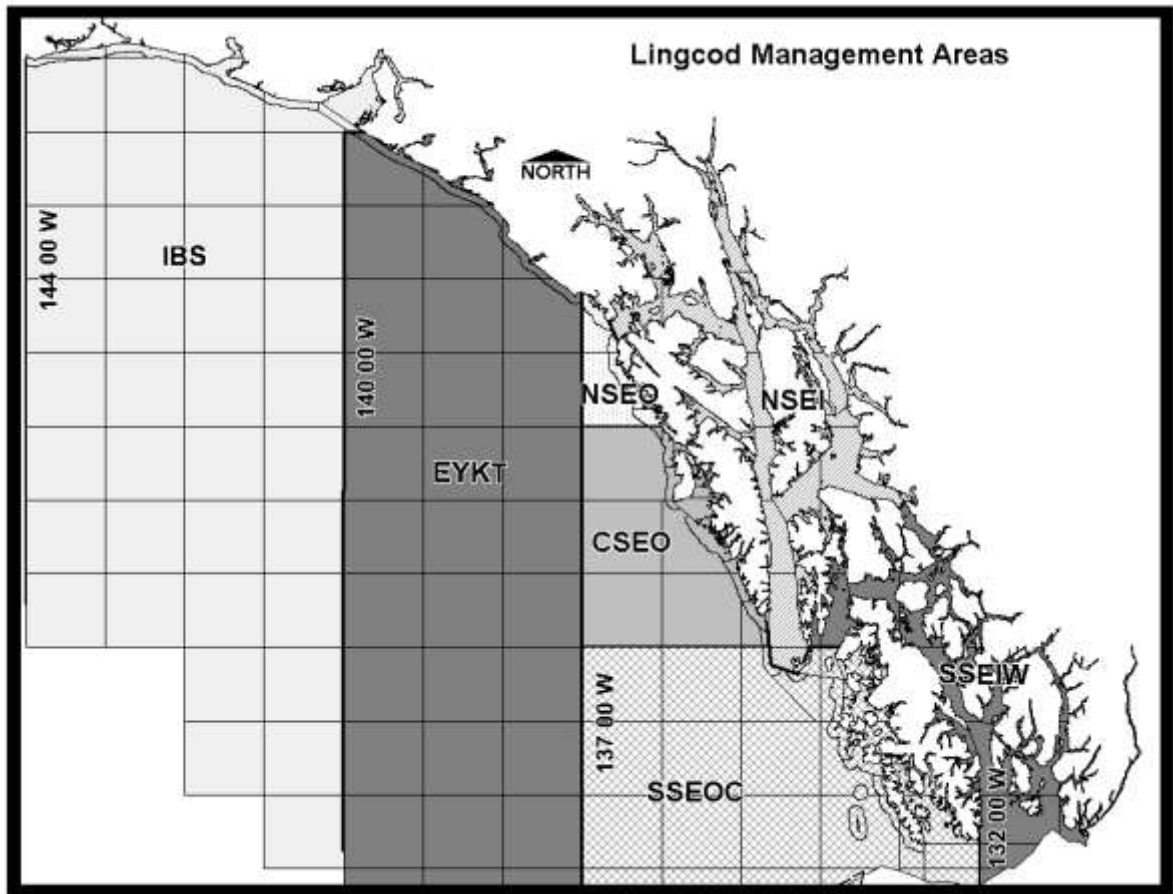 Lingcod Management Areas
NORTH
144 00 W
IBS
140 00 W
NSEO
NSEI
EYKT
CSEO
SSEIW
137 00 W
SSEOC
132 00 W